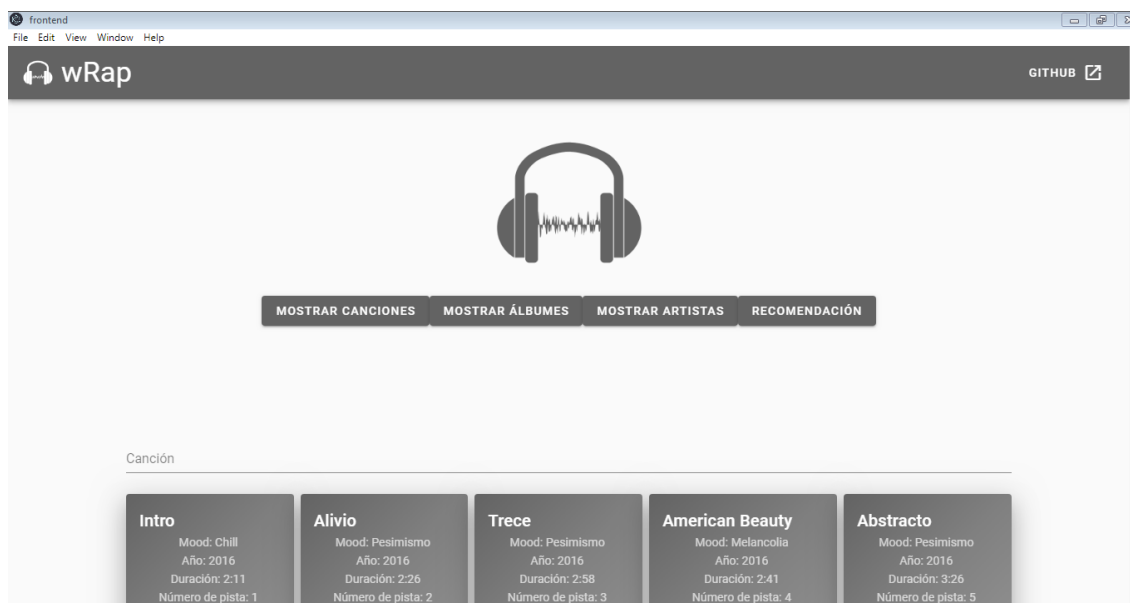 frontend
File Edit View Window Help
wRap
GITHUB
MOSTRAR CANCIONES MOSTRAR ÁLBUMES MOSTRAR ARTISTAS RECOMENDACIÓN
Canción
Intro
Mood: Chill
Año: 2016
Duración: 2:11
Número de pista: 1
Alivio
Mood: Pesimismo
Año: 2016
Duración: 2:26
Número de pista: 2
Trece
Mood: Pesimismo
Año: 2016
Duración: 2:58
Número de pista: 3
American Beauty
Mood: Melancolia
Año: 2016
Duración: 2:41
Número de pista: 4
Abstracto
Mood: Pesimismo
Año: 2016
Duración: 3:26
Número de pista: 5